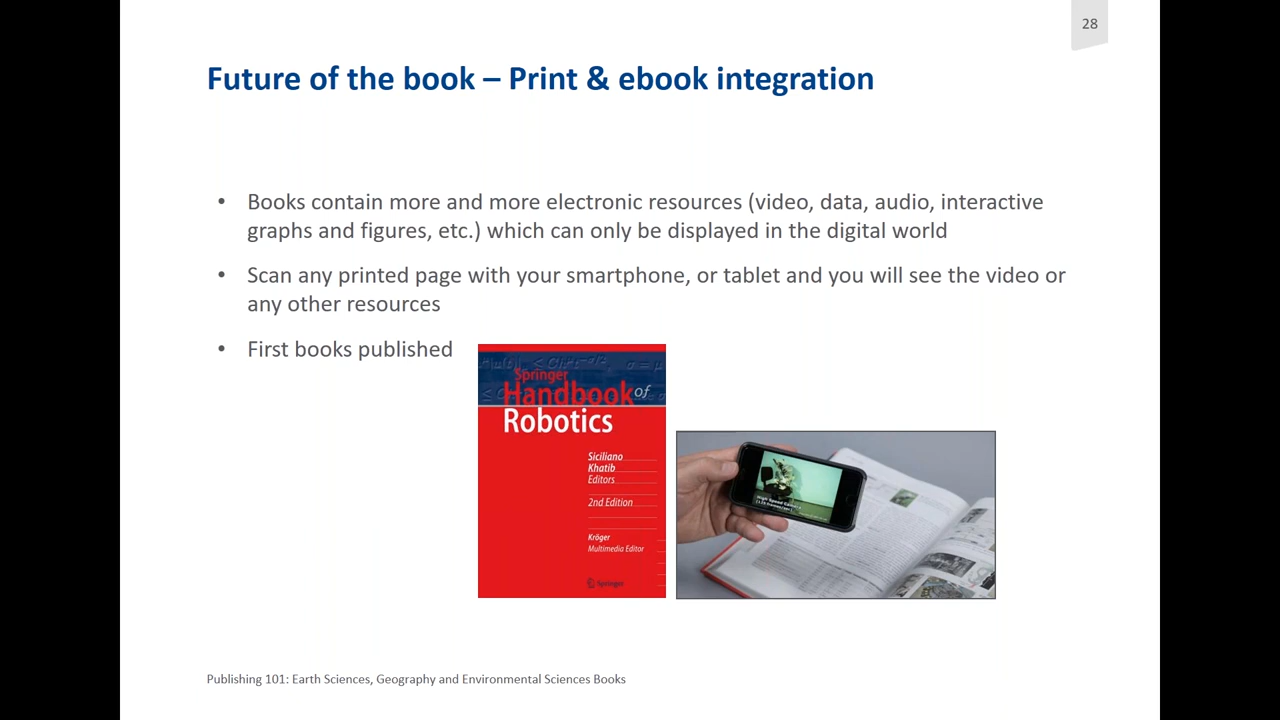 28
Future of the book – Print & ebook integration
• Books contain more and more electronic resources (video, data, audio, interactive
graphs and figures, etc.) which can only be displayed in the digital world
• Scan any printed page with your smartphone, or tablet and you will see the video or
any other resources
• First books published
Springer
Handbook of
Robotics
Siciliano
Khatib
Editors
2nd Edition
Kröger
Multimedia Editor
Springer
High Speed Camera
Publishing 101: Earth Sciences, Geography and Environmental Sciences Books